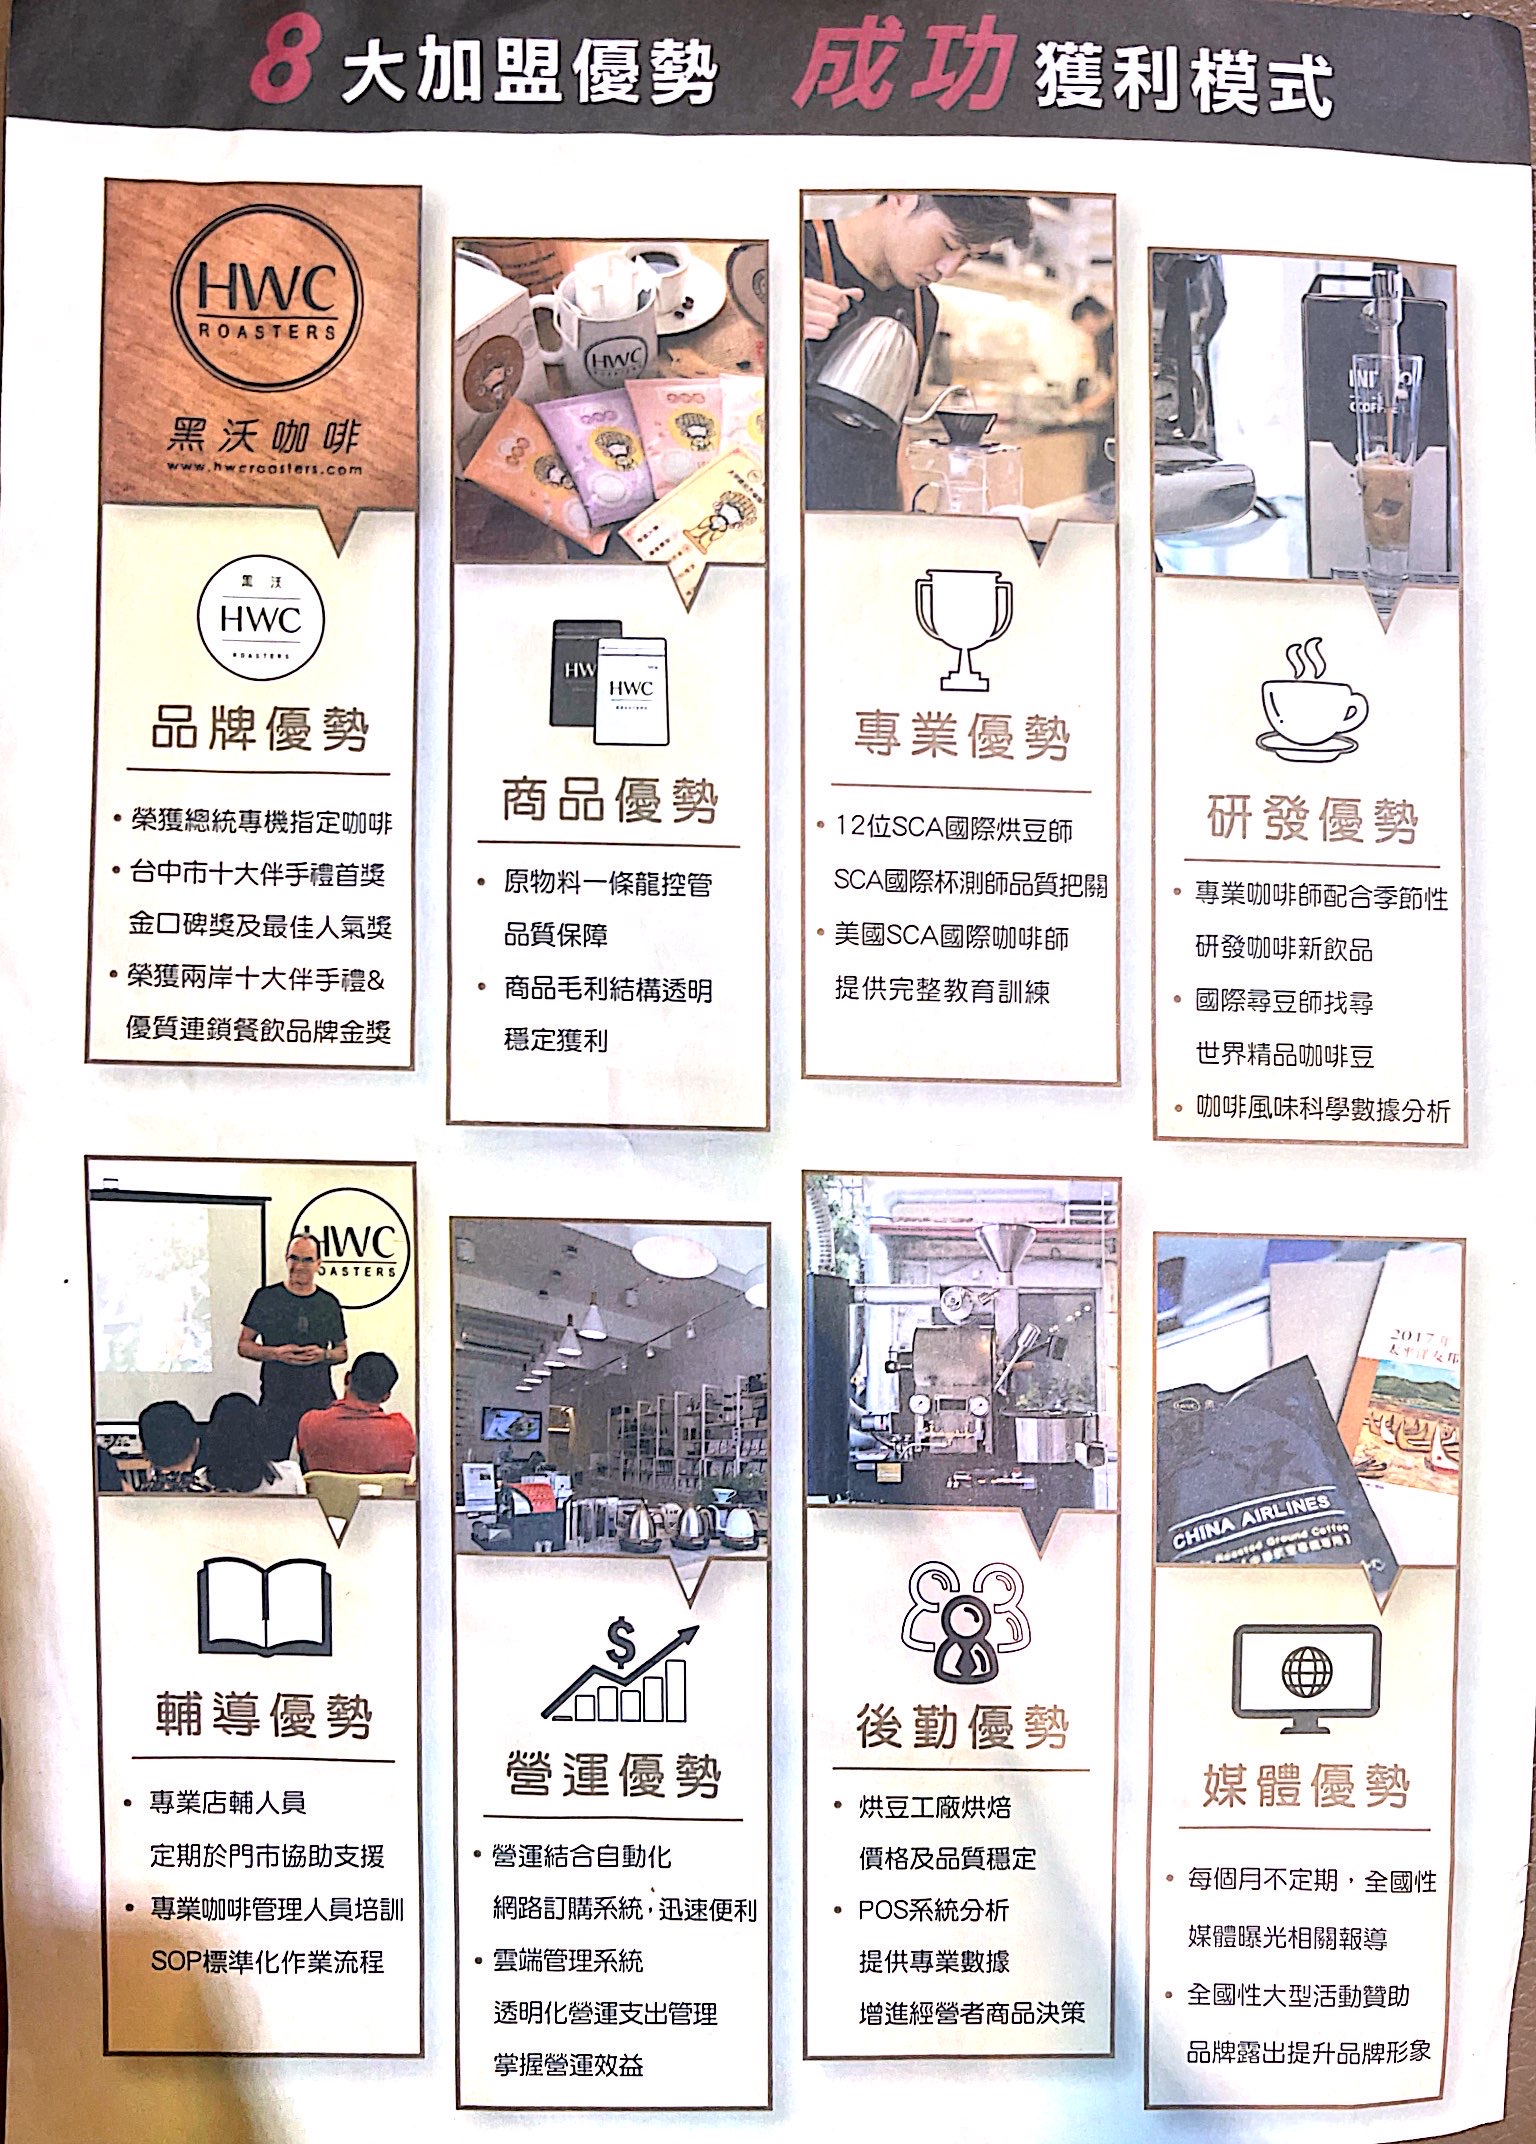 8大加盟優勢 成功獲利模式
HWC
ROASTERS
黑沃咖啡
www.hwcroasters.com
黑沃
HWC
ROASTERS
品牌優勢
• 榮獲總統專機指定咖啡
• 台中市十大伴手禮首獎
金口碑獎及最佳人氣獎
• 榮獲兩岸十大伴手禮&
優質連鎖餐飲品牌金獎
HWC
HW
HWC
ROASTERS
商品優勢
• 原物料一條龍控管
品質保障
• 商品毛利結構透明
穩定獲利
專業優勢
• 12位SCA國際烘豆師
SCA國際杯測師品質把關
• 美國SCA國際咖啡師
提供完整教育訓練
研發優勢
• 專業咖啡師配合季節性
研發咖啡新飲品
• 國際尋豆師找尋
世界精品咖啡豆
• 咖啡風味科學數據分析
HWC
OASTERS
輔導優勢
• 專業店輔人員
定期於門市協助支援
• 專業咖啡管理人員培訓
SOP標準化作業流程
$
營運優勢
• 營運結合自動化
網路訂購系統，迅速便利
• 雲端管理系統
透明化營運支出管理
掌握營運效益
後勤優勢
• 烘豆工廠烘焙
價格及品質穩定
• POS系統分析
提供專業數據
增進經營者商品決策
2017年
太平洋友邦
CHINA AIRLINES
Roasted Ground Coffee
媒體優勢
• 每個月不定期，全國性
媒體曝光相關報導
• 全國性大型活動贊助
品牌露出提升品牌形象